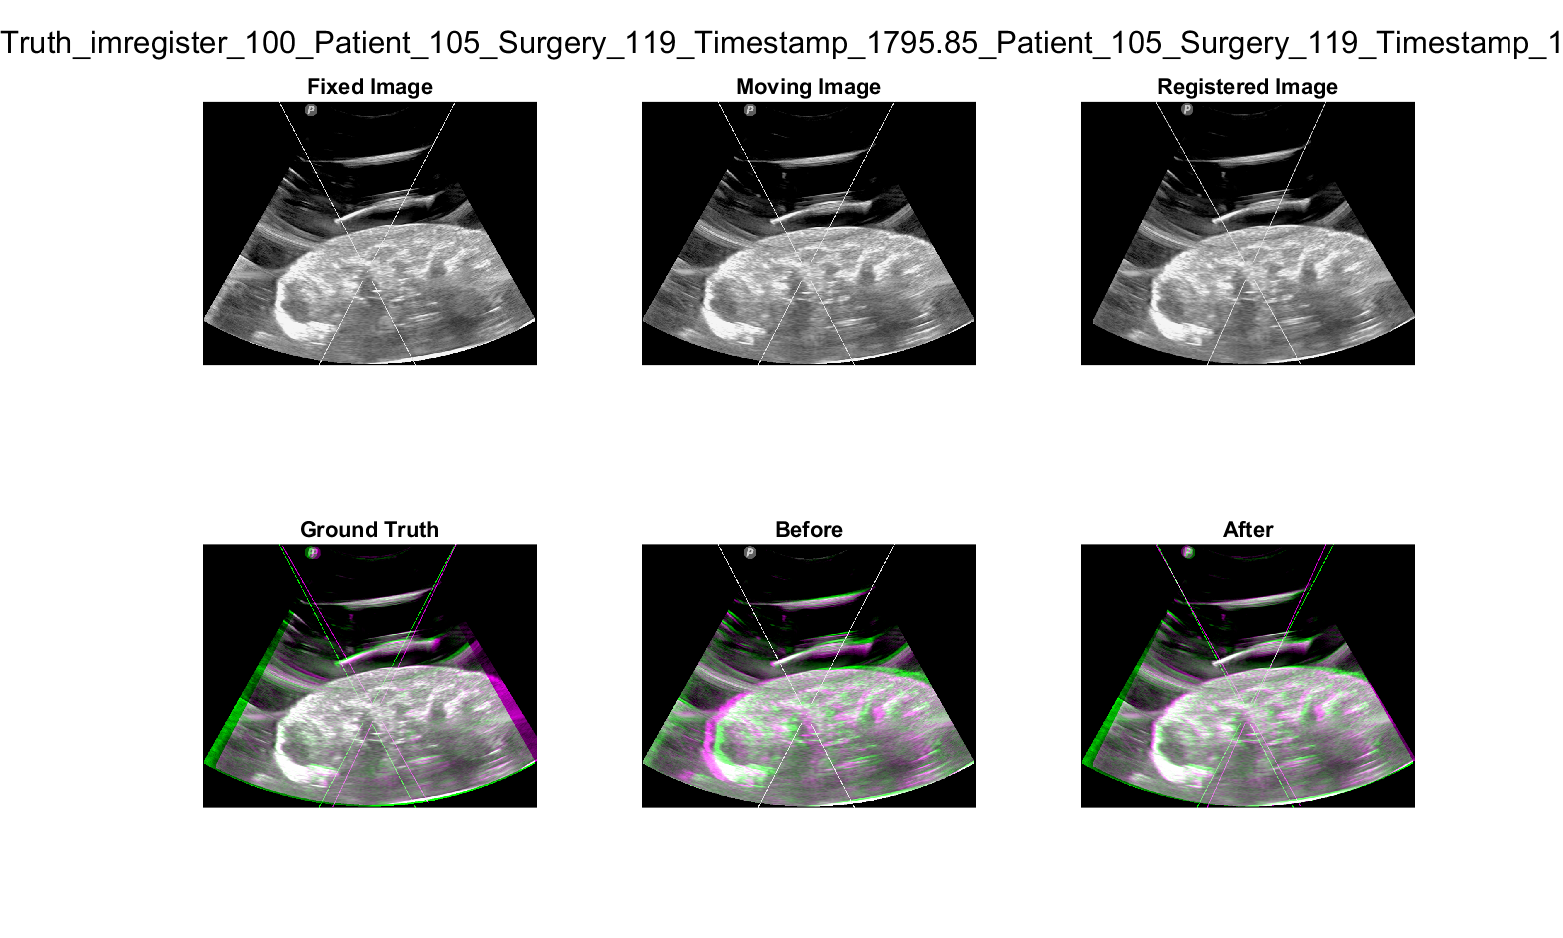 Truth_imregister_100_Patient_105_Surgery_119_Timestamp_1795.85_Patient_105_Surgery_119_Timestamp_1
Fixed Image
Moving Image
Registered Image
P
P
P
Ground Truth
Before
After
P
P
P